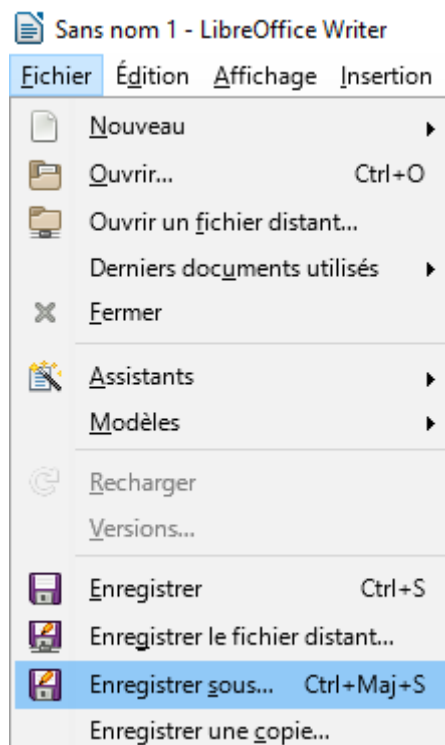 Sans nom 1 - LibreOffice Writer
Fichier Édition Affichage Insertion
Nouveau
Ouvrir... Ctrl+O
Ouvrir un fichier distant...
Derniers documents utilisés
Fermer
Assistants
Modèles
Recharger
Versions...
Enregistrer Ctrl+S
Enregistrer le fichier distant...
Enregistrer sous... Ctrl+Maj+S
Enregistrer une copie...